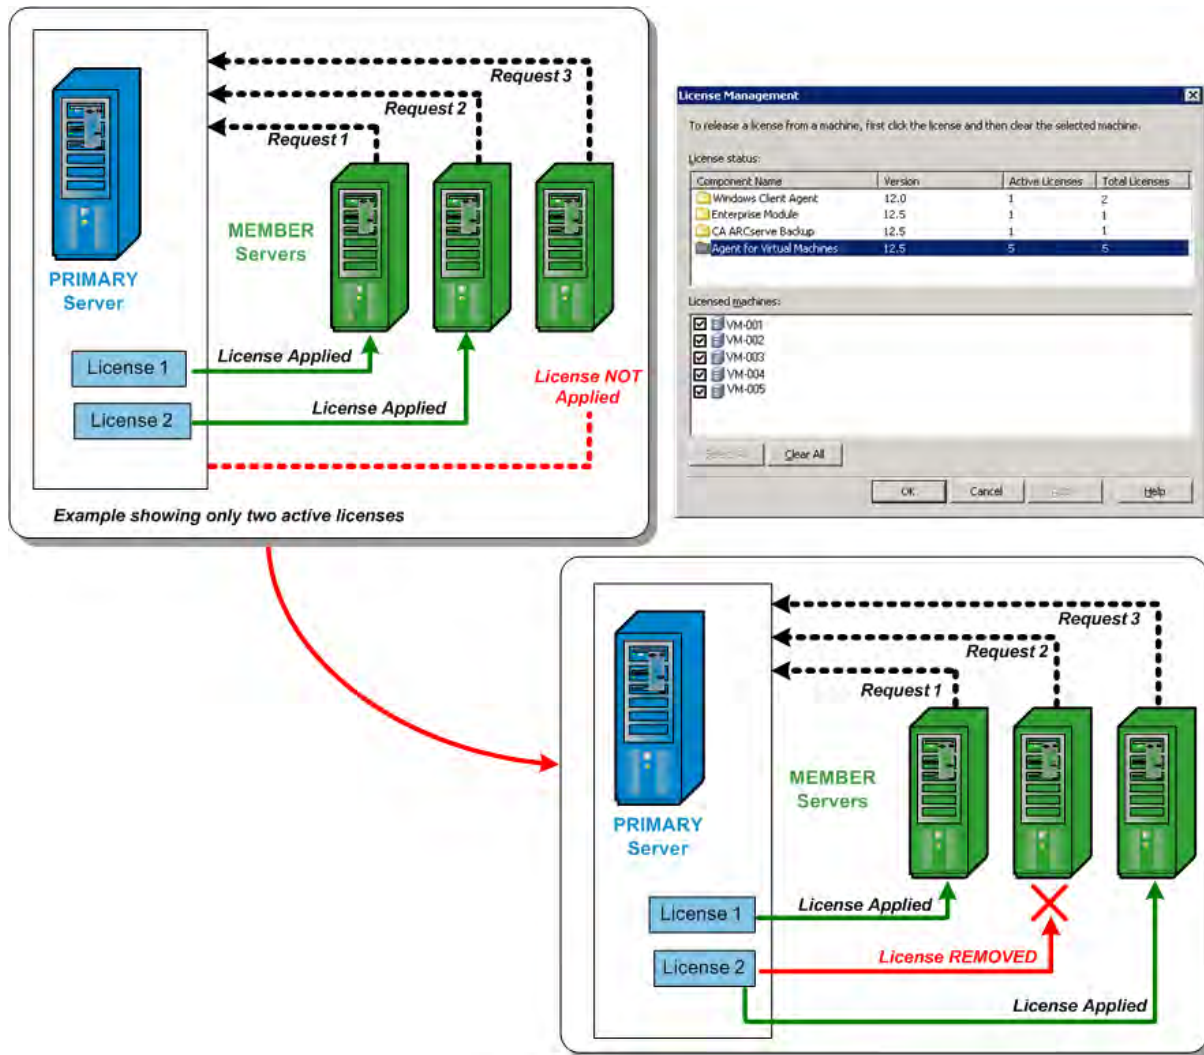 Request 3
Request 2
Request 1
MEMBER
Servers
PRIMARY
Server
License 1
License Applied
License 2
License Applied
License NOT
Applied
Example showing only two active licenses
License Management
To release a license from a machine, first click the license and then clear the selected machine.
License status:
Component Name Version Active Licenses Total Licenses
Windows Client Agent 12.0 1 2
Enterprise Module 12.5 1 1
CA ARCserve Backup 12.5 1 1
Agent for Virtual Machines 12.5 5 5
Licensed machines:
VM-001
VM-002
VM-003
VM-004
VM-005
Clear All
OK Cancel Help
Request 3
Request 2
Request 1
MEMBER
Servers
PRIMARY
Server
License 1
License Applied
License 2
License REMOVED
License Applied